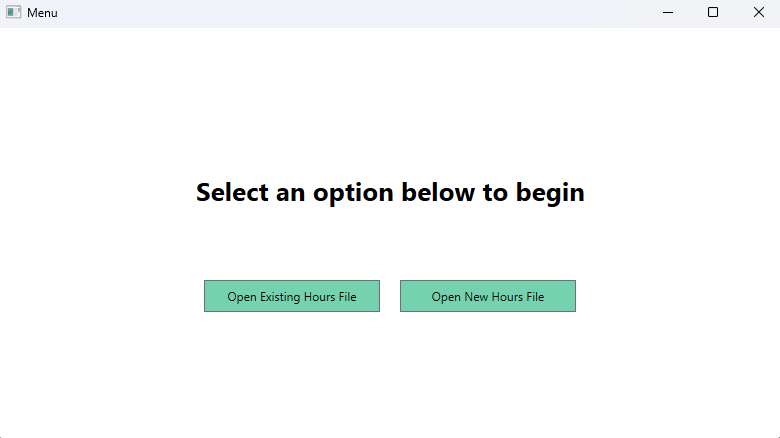 Menu
Select an option below to begin
Open Existing Hours File
Open New Hours File